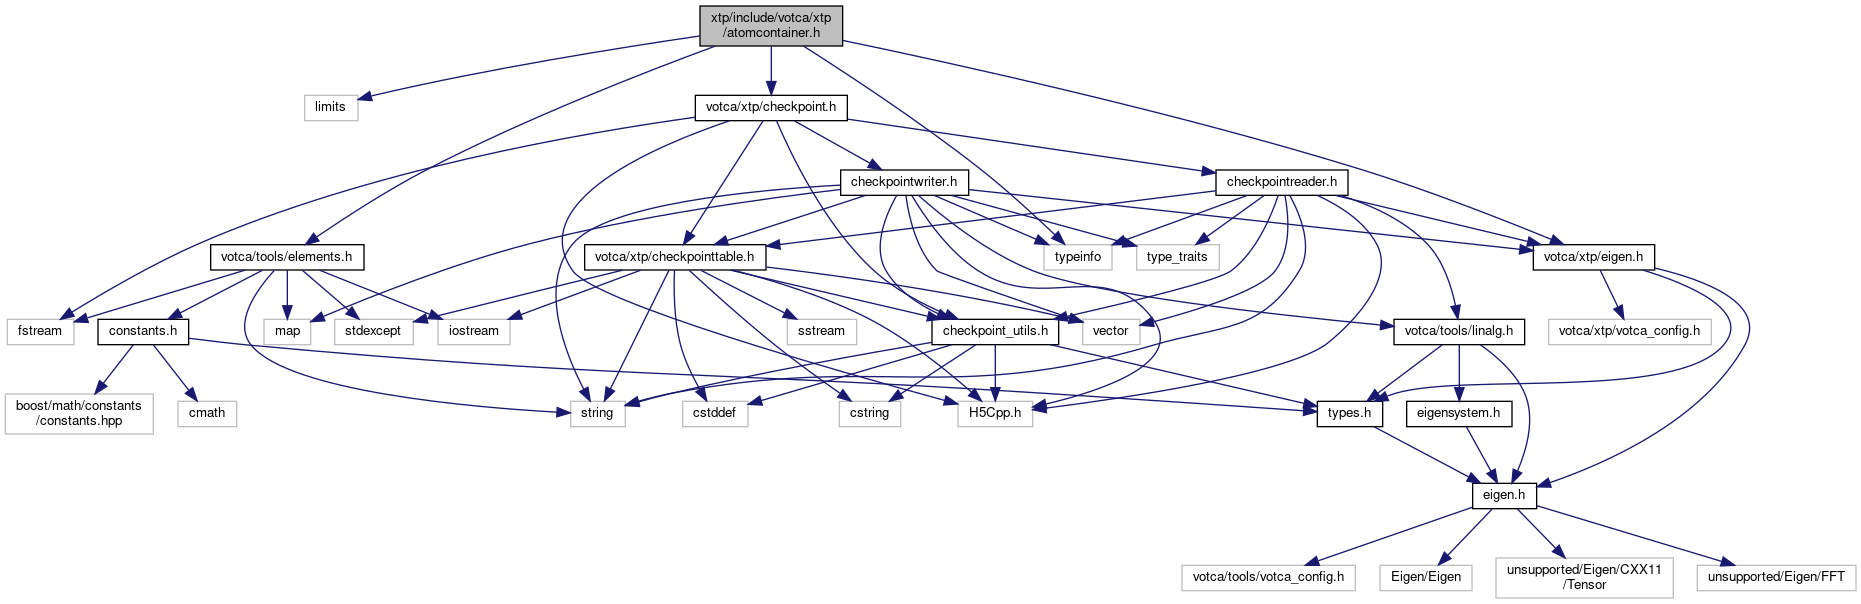 xtp/include/votca/xtp
/atomcontainer.h
limits
votca/xtp/checkpoint.h
checkpointwriter.h
checkpointreader.h
votca/tools/elements.h
votca/xtp/checkpointtable.h
typeinfo
type_traits
votca/xtp/eigen.h
fstream
constants.h
map
stdexcept
iostream
sstream
checkpoint_utils.h
vector
votca/tools/linalg.h
votca/xtp/votca_config.h
boost/math/constants
/constants.hpp
cmath
string
cstddef
cstring
H5Cpp.h
types.h
eigensystem.h
eigen.h
votca/tools/votca_config.h
Eigen/Eigen
unsupported/Eigen/CXX11
/Tensor
unsupported/Eigen/FFT